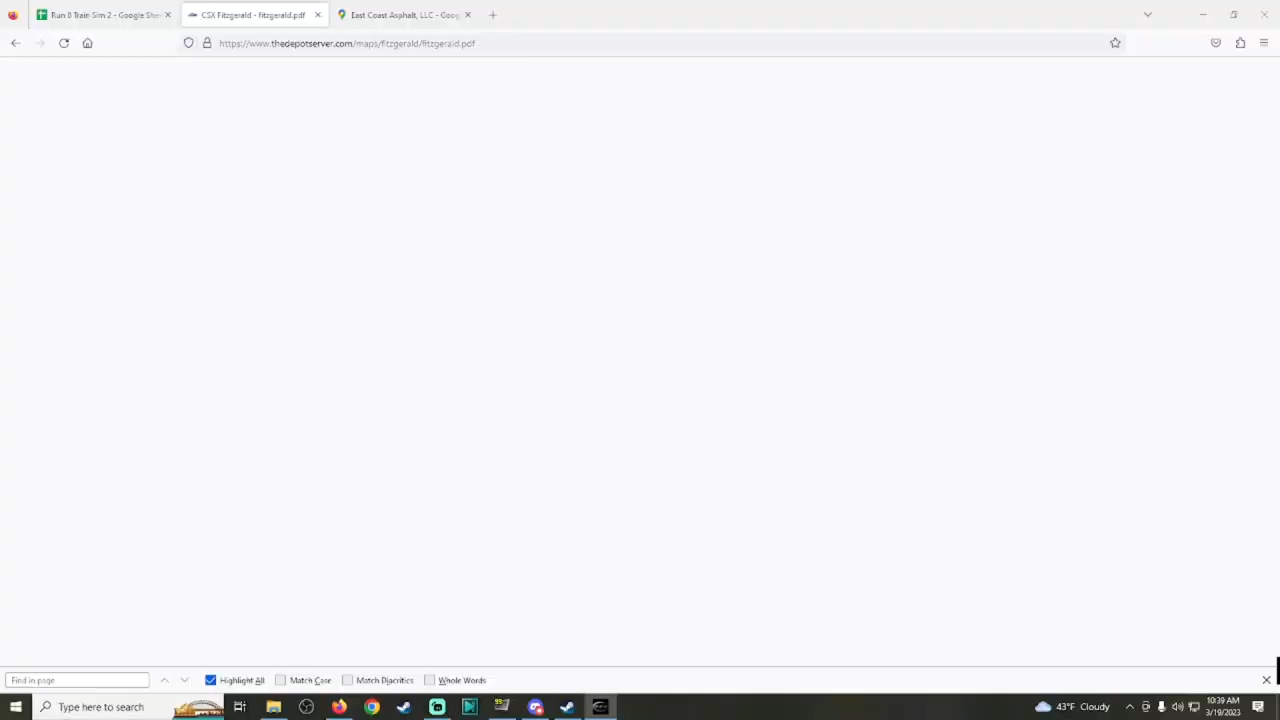 Run 8 Train Sim 2 - Google Shee
CSX Fitzgerald - fitzgerald.pdf
East Coast Asphalt, LLC - Goog
https://www.thedepotserver.com/maps/fitzgerald/fitzgerald.pdf
Find in page
Highlight All
Match Case
Match Diacritics
Whole Words
Type here to search
43°F Cloudy
10:39 AM
3/19/2023